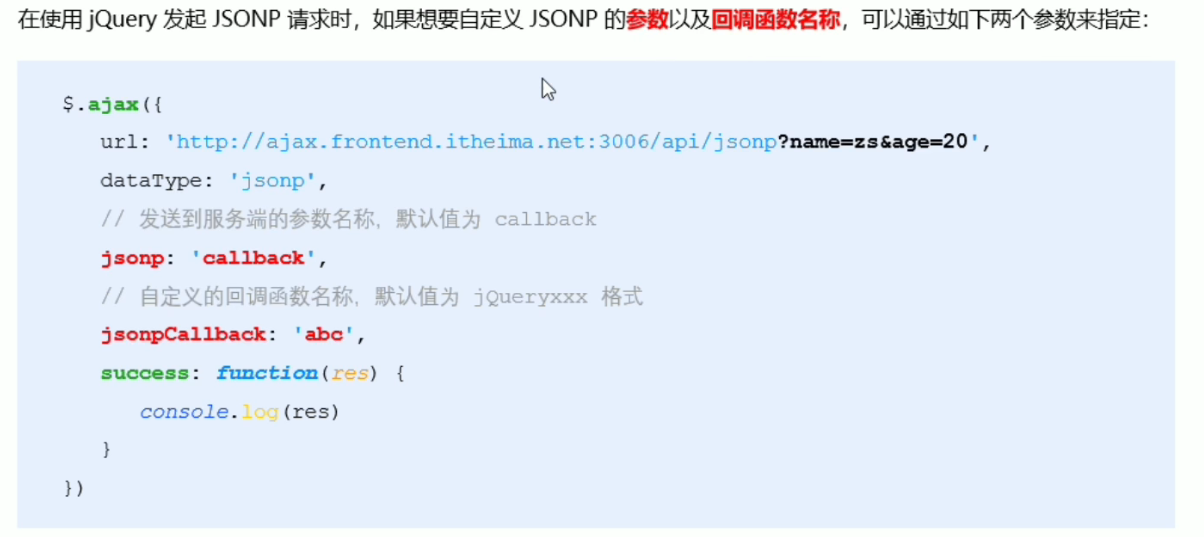 在使用 jQuery 发起 JSONP 请求时，如果想要自定义 JSONP 的参数以及回调函数名称，可以通过如下两个参数来指定：
$.ajax({
url: 'http://ajax.frontend.itheima.net:3006/api/jsonp?name=zs&age=20',
dataType: 'jsonp',
// 发送到服务端的参数名称，默认值为 callback
jsonp: 'callback',
// 自定义的回调函数名称，默认值为 jQueryxxx 格式
jsonpCallback: 'abc',
success: function(res) {
console.log(res)
}
})